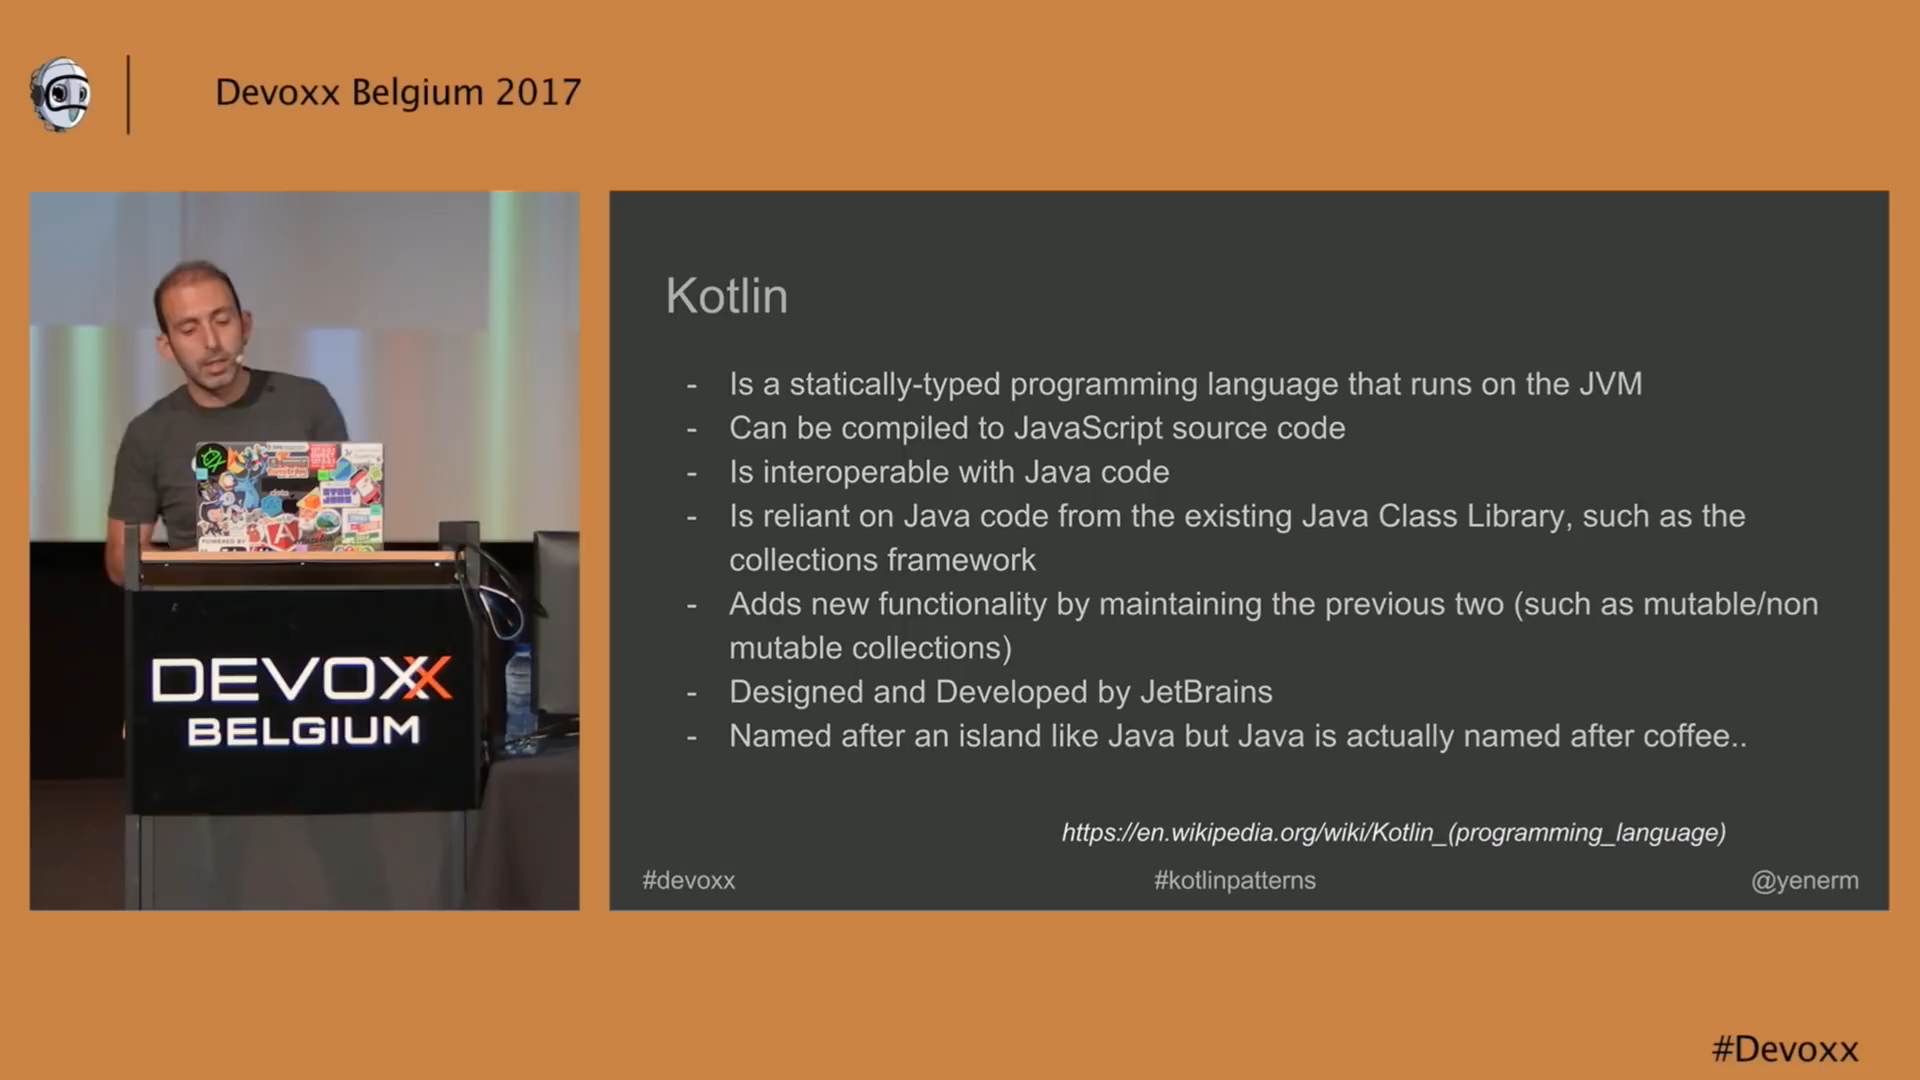 Devoxx Belgium 2017
Kotlin
- Is a statically-typed programming language that runs on the JVM
- Can be compiled to JavaScript source code
- Is interoperable with Java code
- Is reliant on Java code from the existing Java Class Library, such as the
collections framework
- Adds new functionality by maintaining the previous two (such as mutable/non
mutable collections)
- Designed and Developed by JetBrains
- Named after an island like Java but Java is actually named after coffee..
https://en.wikipedia.org/wiki/Kotlin_(programming_language)
#devoxx
#kotlinpatterns
@yenerm
POWERED BY
DEVOXX
BELGIUM
#Devoxx